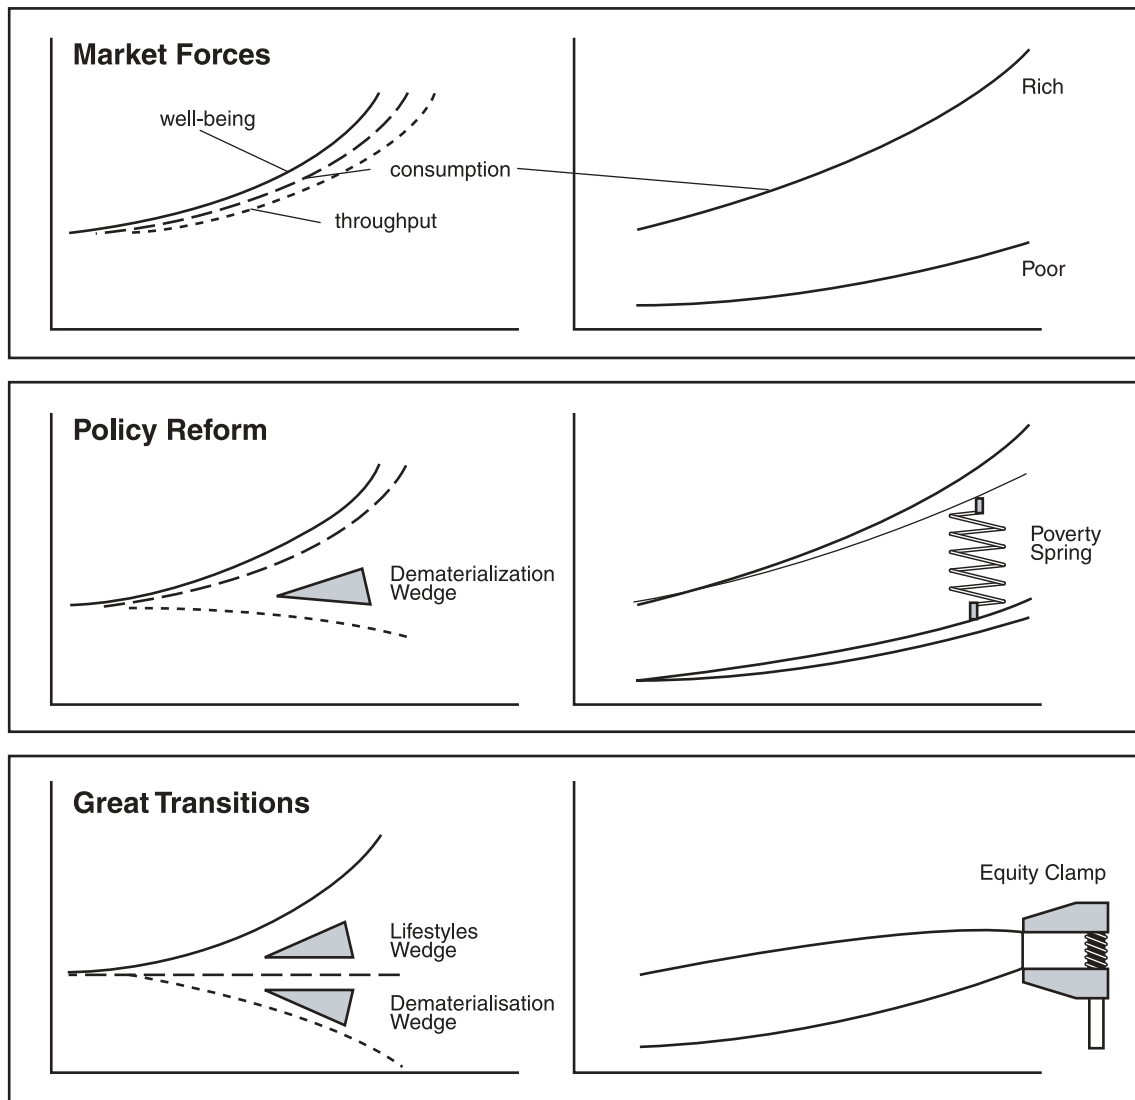 Market Forces
well-being
consumption
throughput
Rich
Poor
Policy Reform
Dematerialization
Wedge
Poverty
Spring
Great Transitions
Lifestyles
Wedge
Dematerialisation
Wedge
Equity Clamp